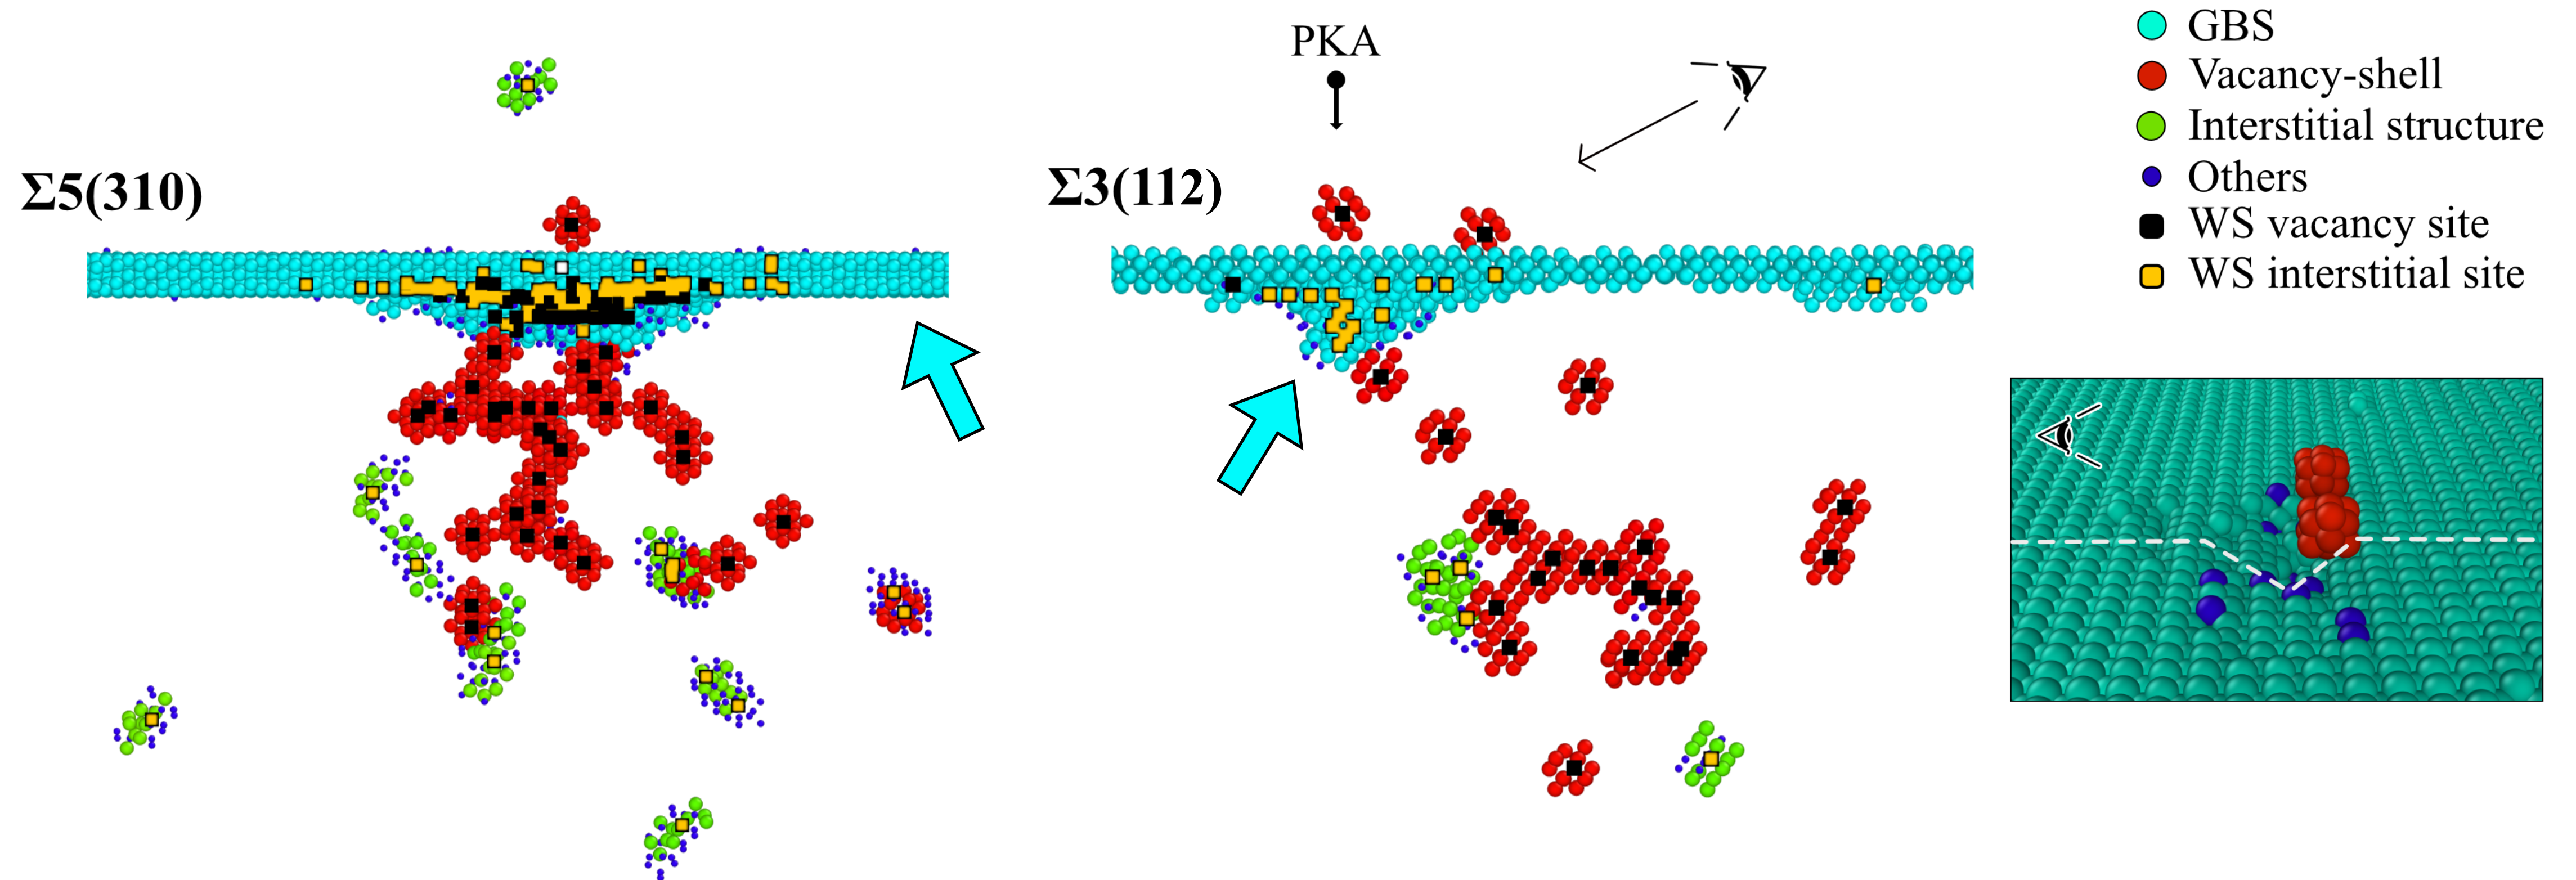 PKA
Σ5(310)
Σ3(112)
GBS
Vacancy-shell
Interstitial structure
Others
WS vacancy site
WS interstitial site